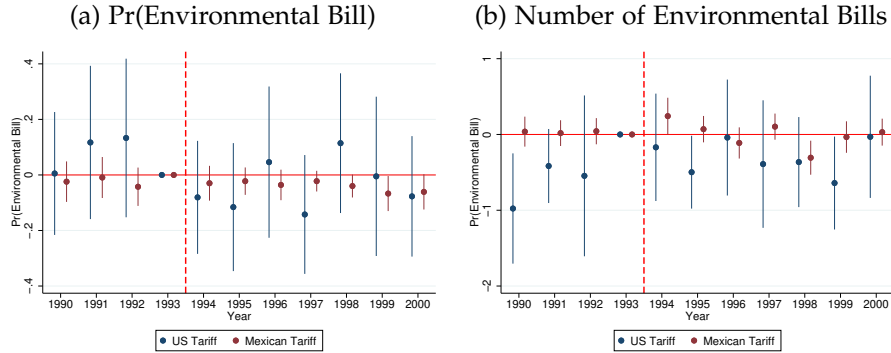 (a) Pr(Environmental Bill)
Pr(Environmental Bill)
.4
.2
0
-.2
-.4
1990 1991 1992 1993 1994 1995 1996 1997 1998 1999 2000
Year
US Tariff Mexican Tariff
(b) Number of Environmental Bills
Pr(Environmental Bill)
1
0
-1
-2
1990 1991 1992 1993 1994 1995 1996 1997 1998 1999 2000
Year
US Tariff Mexican Tariff